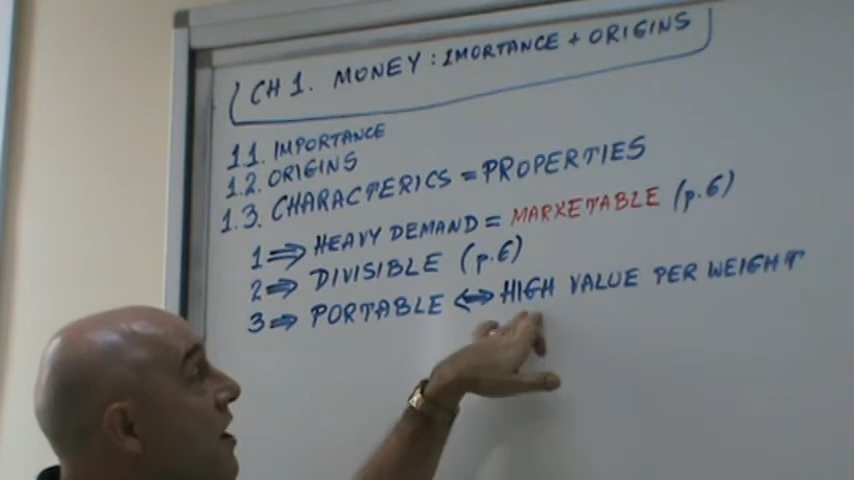 CH 1. MONEY: IMORTANCE + ORIGINS
1.1. IMPORTANCE
1.2. ORIGINS
1.3. CHARACTERICS = PROPERTIES
1 ⇒ HEAVY DEMAND = MARKETABLE (p.6)
2 ⇒ DIVISIBLE (p.6)
3 ⇒ PORTABLE ⇔ HIGH VALUE PER WEIGHT